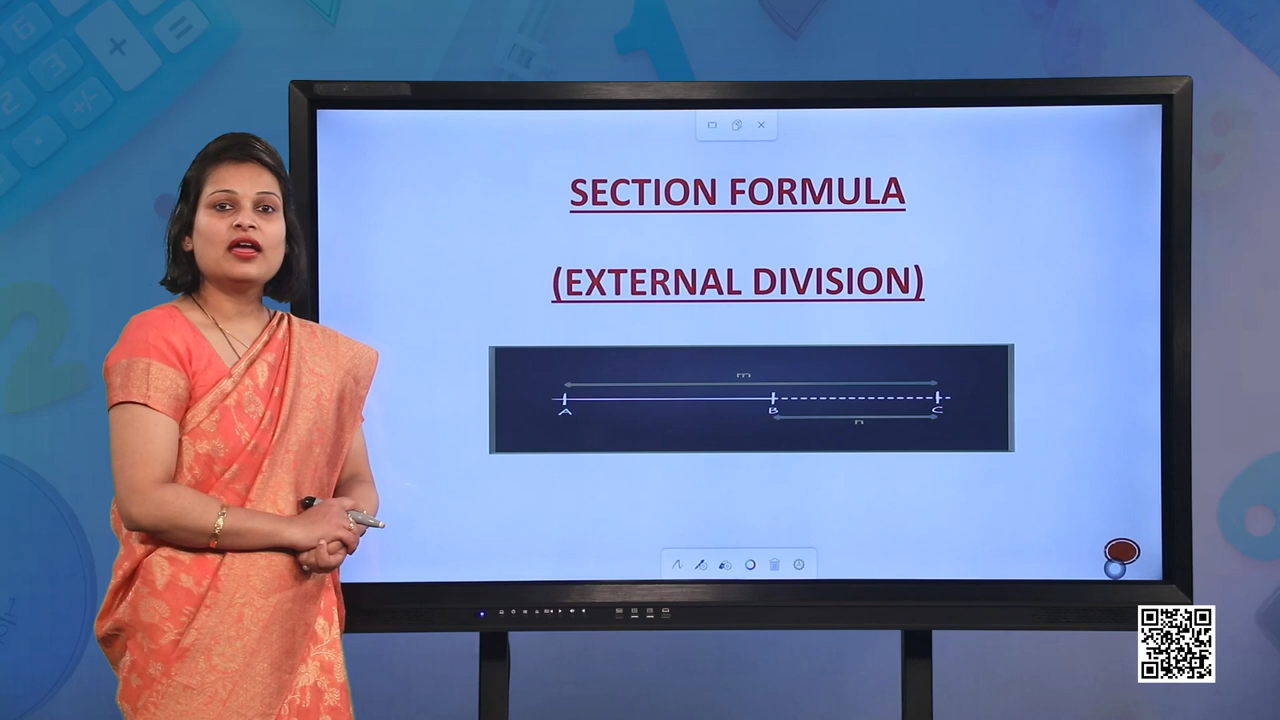 SECTION FORMULA
(EXTERNAL DIVISION)
m
A B C
n